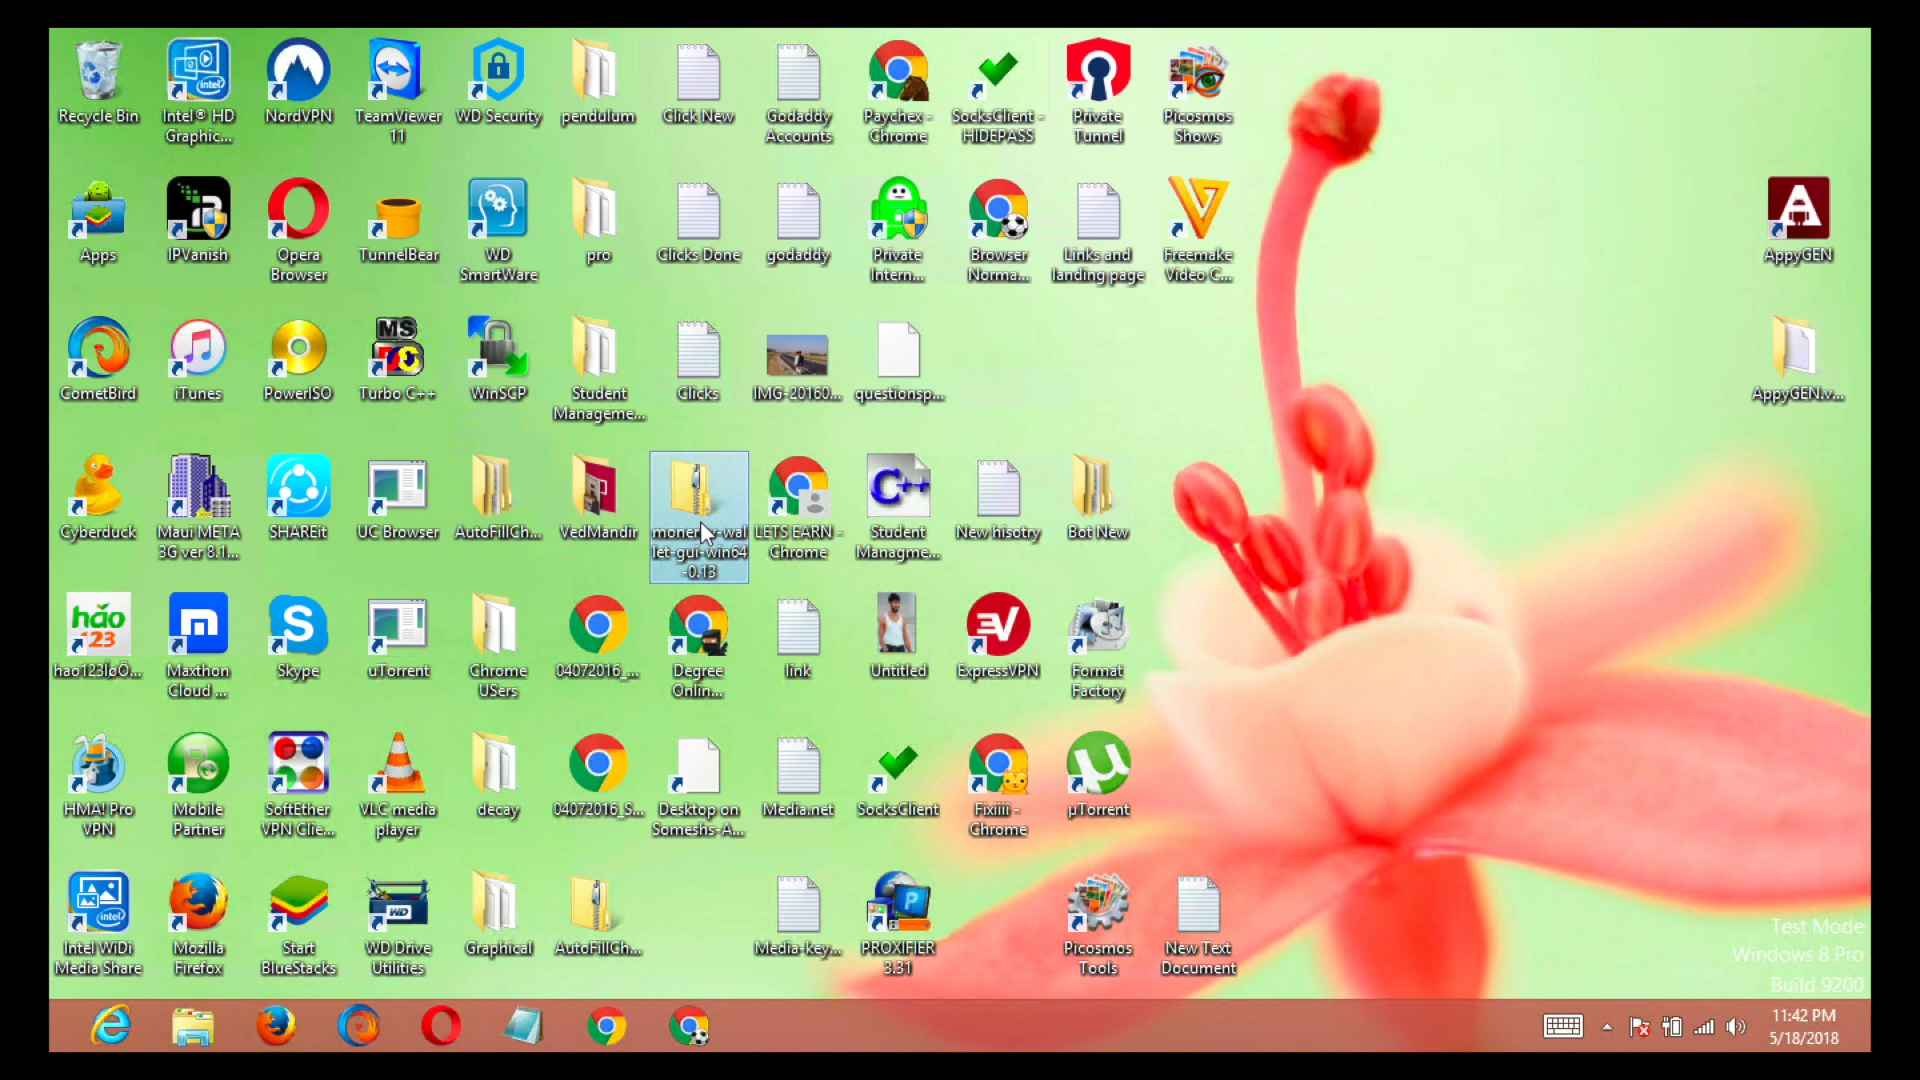 Recycle Bin
Intel® HD
Graphic...
NordVPN
TeamViewer
11
WD Security
pendulum
Click New
Godaddy
Accounts
Paychex -
Chrome
SocksClient -
HIDEPASS
Private
Tunnel
Picosmos
Shows
Apps
IPVanish
Opera
Browser
TunnelBear
WD
SmartWare
pro
Clicks Done
godaddy
Private
Intern...
Browser
Norma...
Links and
landing page
Freemake
Video C...
AppyGEN
CometBird
iTunes
PowerISO
MS
Turbo C++
WinSCP
Student
Manageme...
Clicks
IMG-20160...
questionsp...
AppyGEN.v...
Cyberduck
Maui META
3G ver 8.1...
SHAREit
UC Browser
AutoFillCh...
VedMandir
let-gui-win64
-0.13
LETS EARN -
Chrome
C++
Student
Managme...
New hisotry
Bot New
hao
123
Maxthon
Cloud ...
Skype
uTorrent
Chrome
USers
04072016_...
Degree
Onlin...
link
Untitled
ExpressVPN
Format
Factory
HMA! Pro
VPN
Mobile
Partner
SoftEther
VPN Clie...
VLC media
player
decay
04072016_S...
Desktop on
Someshs-A...
Media.net
SocksClient
Fixiiii -
Chrome
µTorrent
intel
Intel WiDi
Media Share
Mozilla
Firefox
Start
BlueStacks
WD
WD Drive
Utilities
Graphical
AutoFillCh...
Media-key...
PROXIFIER
3.31
Picosmos
Tools
New Text
Document
Test Mode
Windows 8 Pro
Build 9200
11:42 PM
5/18/2018